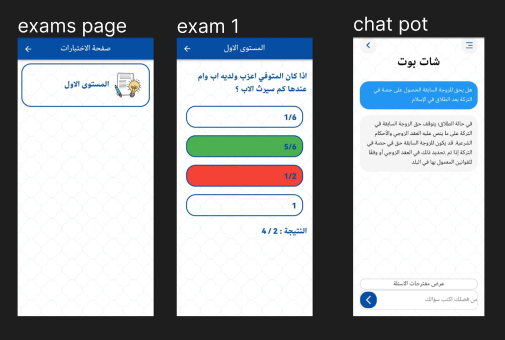 exams page
صفحة الاختبارات
المستوى الاول
exam 1
المستوى الاول
اذا كان المتوفي اعزب ولديه اب وام
عندها كم سيرث الاب ؟
1/6
5/6
1/2
1
النتيجة : 2 / 4
chat pot
شات بوت
هل يحق للزوجة السابقة الحصول على حصة في
التركة بعد الطلاق في الإسلام
في حالة الطلاق، يتوقف حق الزوجة السابقة في
التركة على ما ينص عليه العقد الزوجي والأحكام
الشرعية. قد يكون للزوجة السابقة حق في حصة في
التركة إذا تم تحديد ذلك في العقد الزوجي أو وفقًا
للقوانين المعمول بها في البلد.
عرض مقترحات الاسئلة
من فضلك اكتب سؤالك